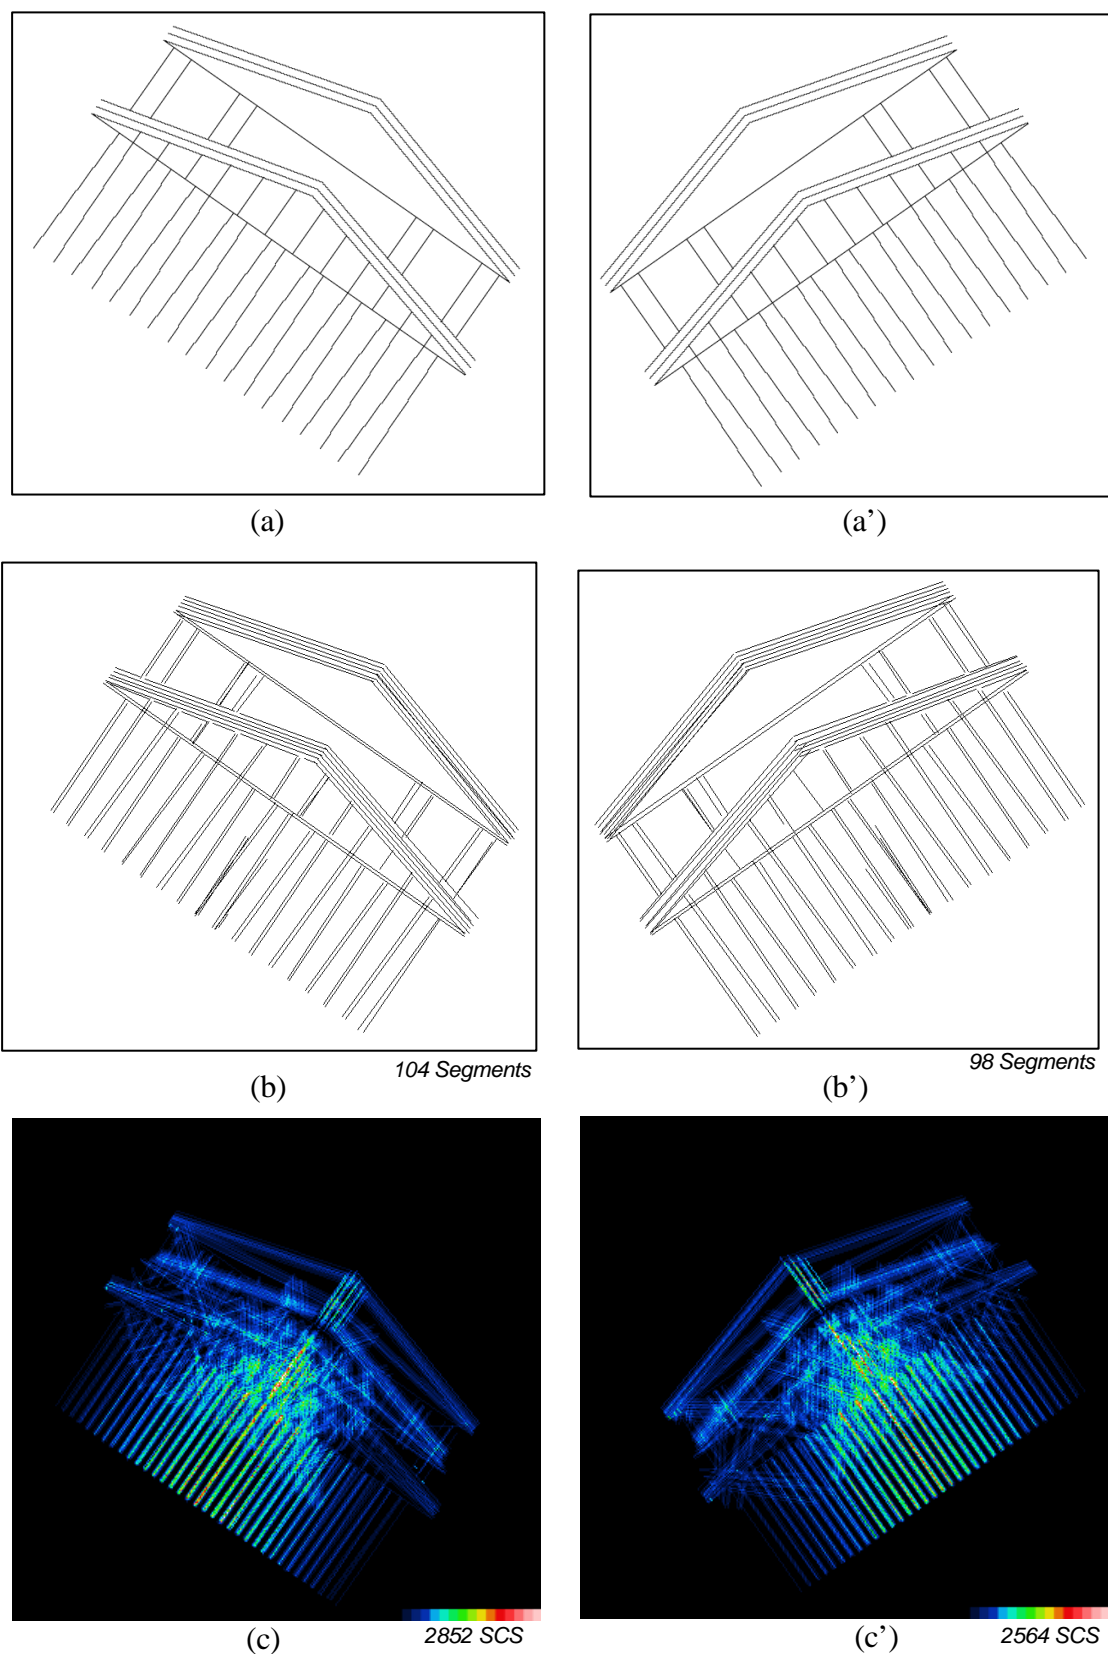 (a)
(a’)
104 Segments
98 Segments
(b)
(b’)
2852 SCS
2564 SCS
(c)
(c’)